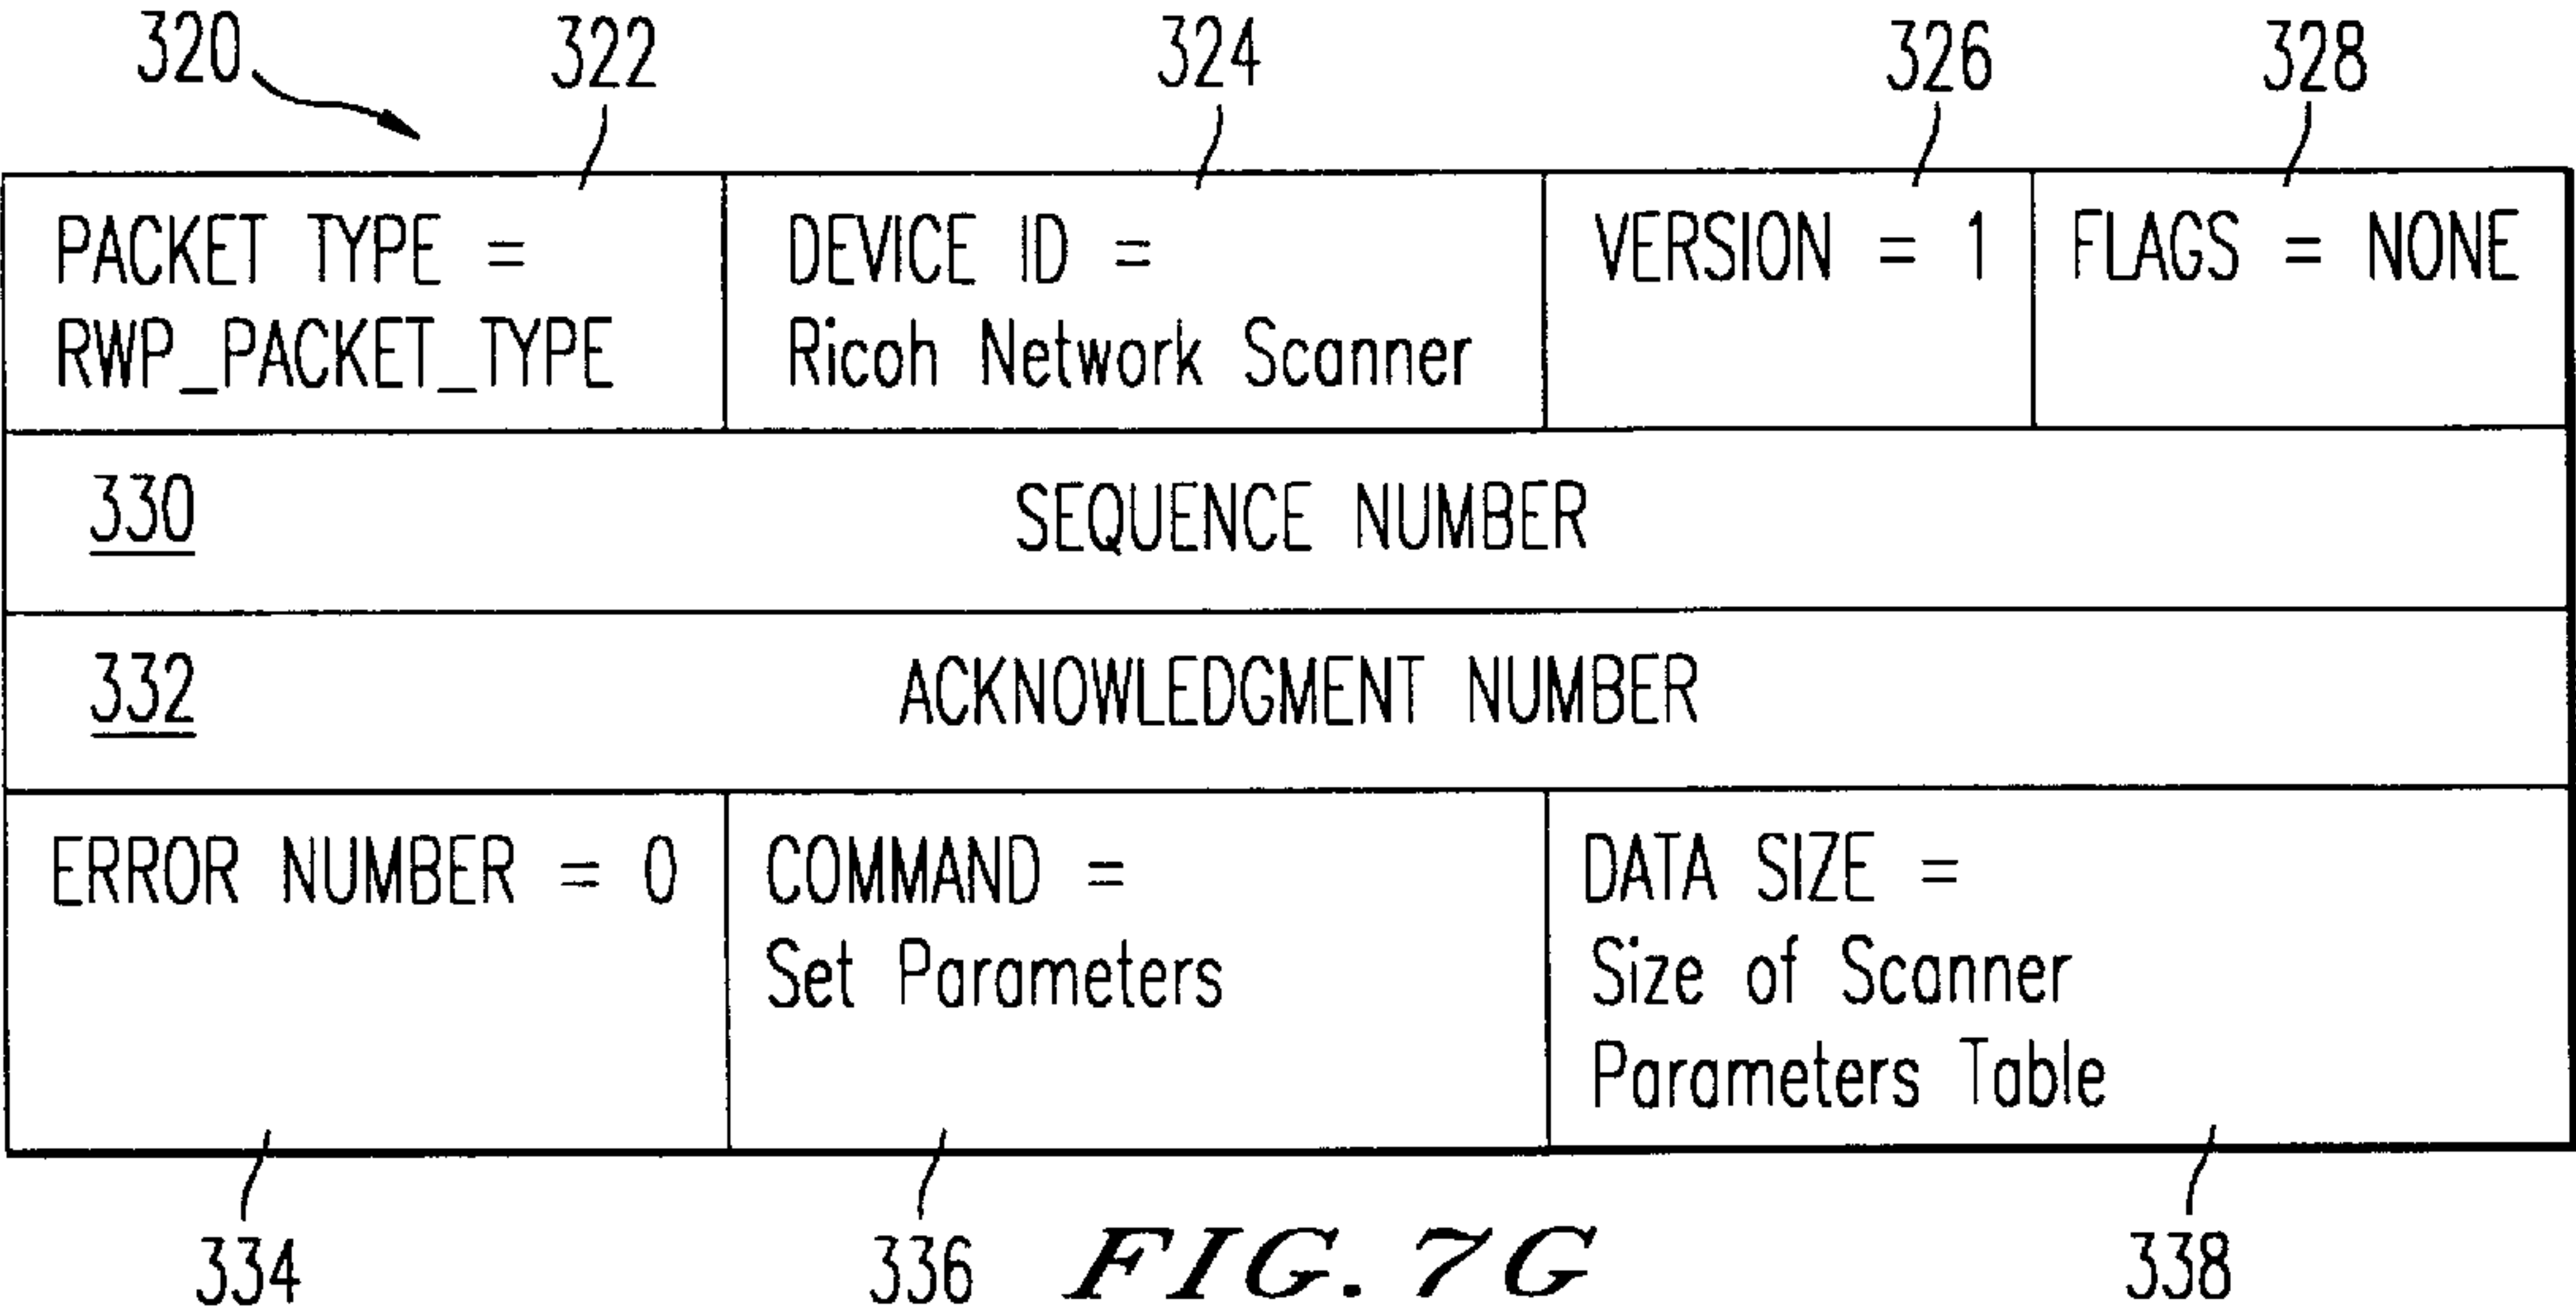 320
322
324
326
328
PACKET TYPE =
RWP_PACKET_TYPE
DEVICE ID =
Ricoh Network Scanner
VERSION = 1
FLAGS = NONE
330
SEQUENCE NUMBER
332
ACKNOWLEDGMENT NUMBER
ERROR NUMBER = 0
COMMAND =
Set Parameters
DATA SIZE =
Size of Scanner
Parameters Table
334
336
338
FIG. 7G